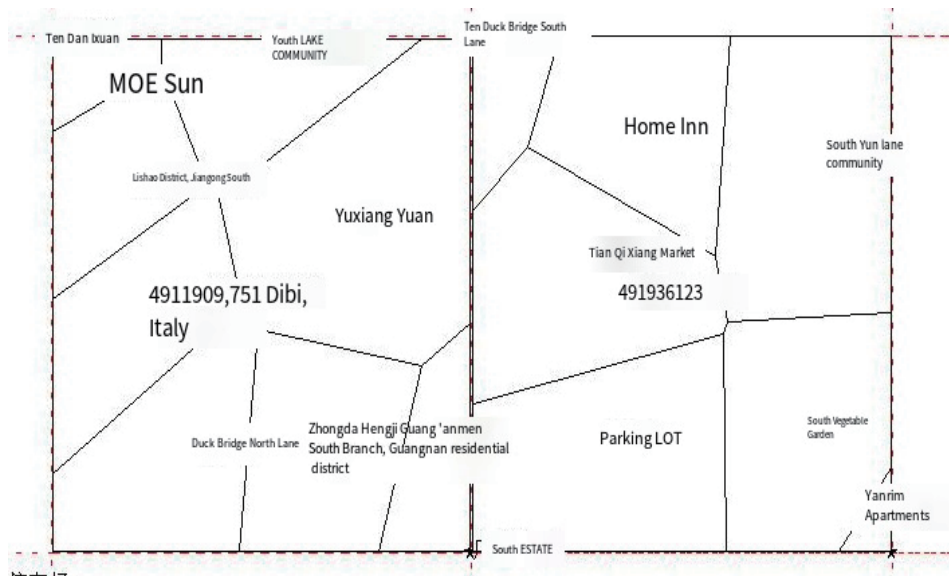 Ten Dan Ixuan
Youth LAKE
COMMUNITY
Ten Duck Bridge South
Lane
MOE Sun
Home Inn
South Yun lane
community
Lishao District, Jiangong South
Yuxiang Yuan
Tian Qi Xiang Market
4911909,751 Dibi,
Italy
491936123
Zhongda Hengji Guang 'anmen
South Branch, Guangnan residential
district
Duck Bridge North Lane
Parking LOT
South Vegetable
Garden
Yanrim
Apartments
South ESTATE